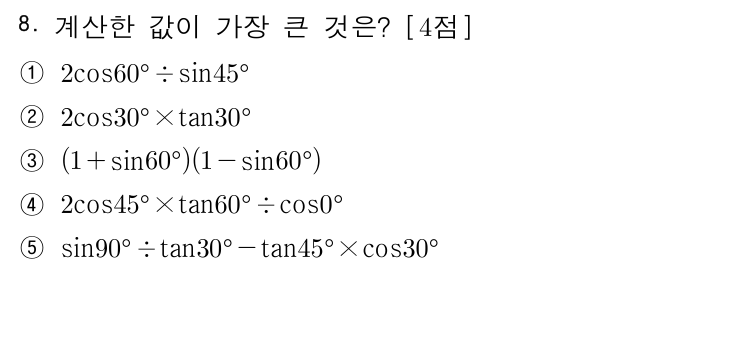 8. 계산한 값이 가장 큰 것은? [4점]
① 2cos60° ÷ sin45°
② 2cos30° × tan30°
③ (1 + sin60°)(1 − sin60°)
④ 2cos45° × tan60° ÷ cos0°
⑤ sin90° ÷ tan30° − tan45° × cos30°